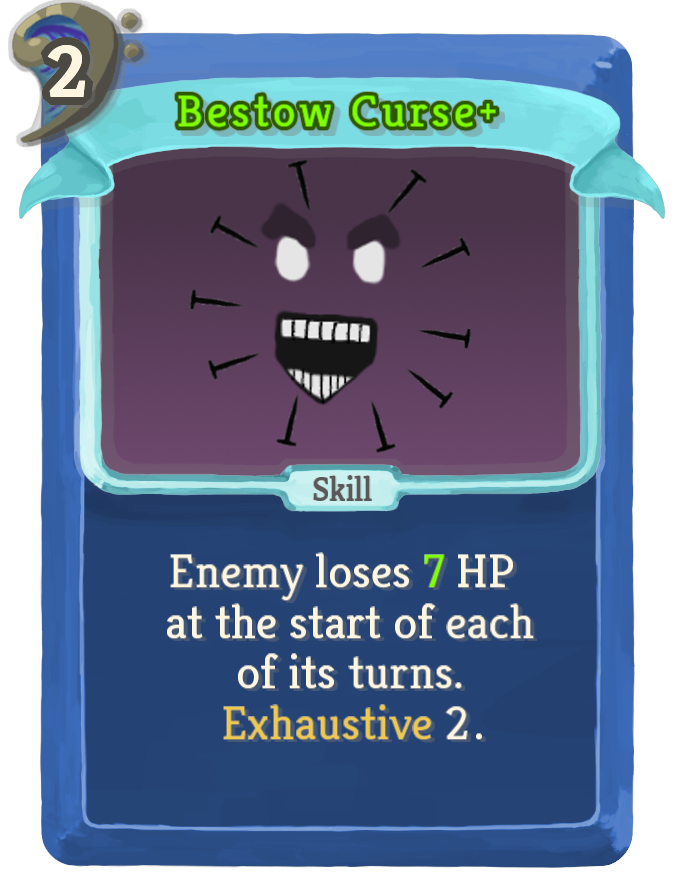 2
Bestow Curse+
Skill
Enemy loses 7 HP
at the start of each
of its turns.
Exhaustive 2.